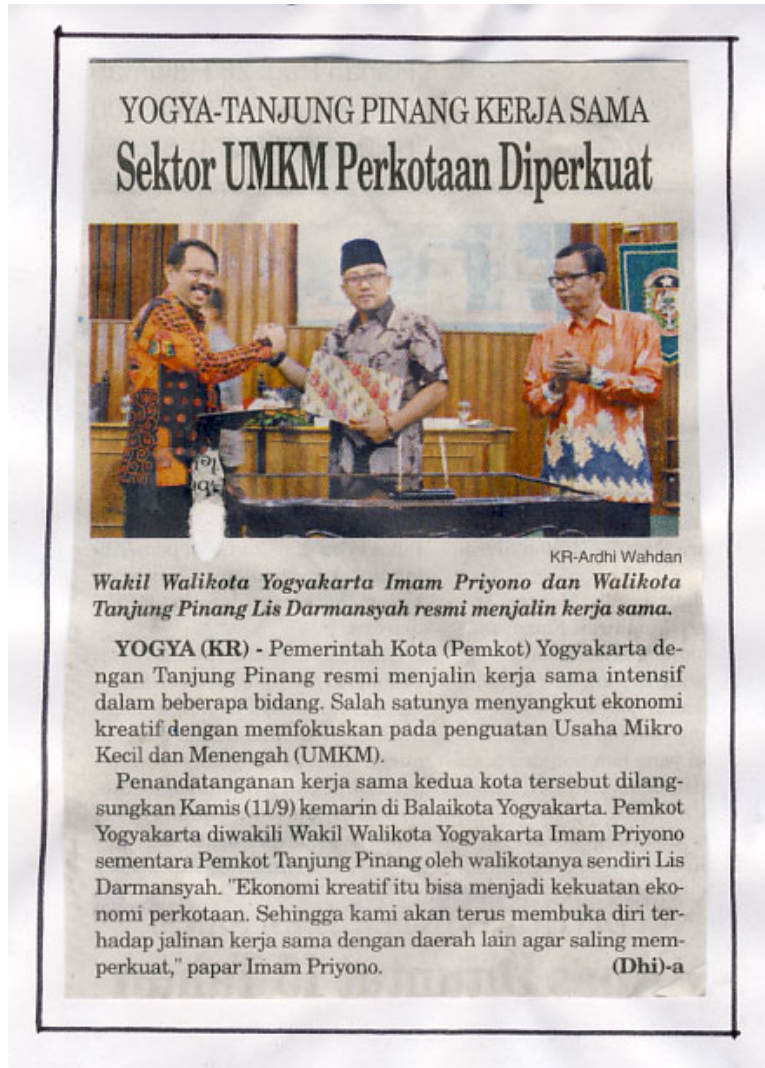 YOGYA-TANJUNG PINANG KERJA SAMA
Sektor UMKM Perkotaan Diperkuat
KR-Ardhi Wahdan
Wakil Walikota Yogyakarta Imam Priyono dan Walikota
Tanjung Pinang Lis Darmansyah resmi menjalin kerja sama.
YOGYA (KR) - Pemerintah Kota (Pemkot) Yogyakarta de-
ngan Tanjung Pinang resmi menjalin kerja sama intensif
dalam beberapa bidang. Salah satunya menyangkut ekonomi
kreatif dengan memfokuskan pada penguatan Usaha Mikro
Kecil dan Menengah (UMKM).
Penandatanganan kerja sama kedua kota tersebut dilang-
sungkan Kamis (11/9) kemarin di Balaikota Yogyakarta. Pemkot
Yogyakarta diwakili Wakil Walikota Yogyakarta Imam Priyono
sementara Pemkot Tanjung Pinang oleh walikotanya sendiri Lis
Darmansyah. "Ekonomi kreatif itu bisa menjadi kekuatan eko-
nomi perkotaan. Sehingga kami akan terus membuka diri ter-
hadap jalinan kerja sama dengan daerah lain agar saling mem-
perkuat," papar Imam Priyono. (Dhi)-a